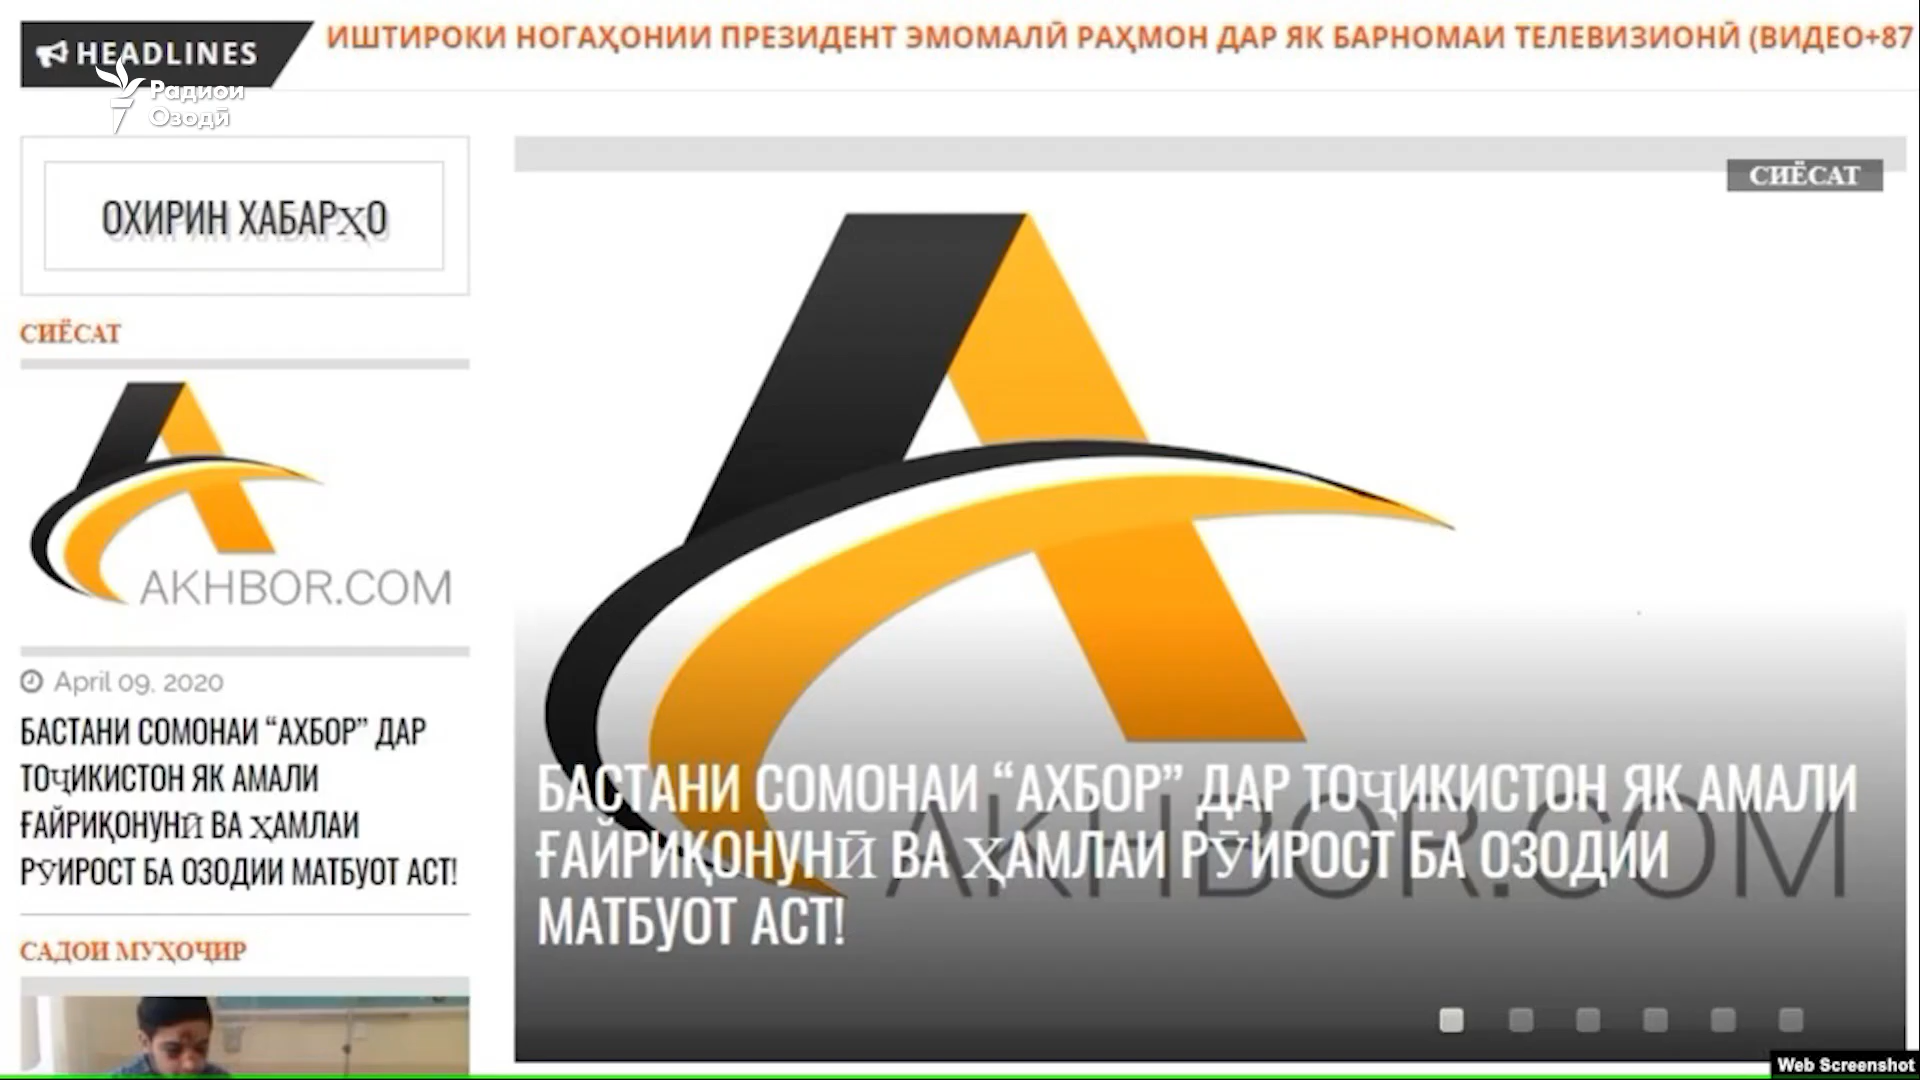 HEADLINES
ИШТИРОКИ НОГАҲОНИИ ПРЕЗИДЕНТ ЭМОМАЛӢ РАҲМОН ДАР ЯК БАРНОМАИ ТЕЛЕВИЗИОНӢ (ВИДЕО+87
Радиои
Озодӣ
ОХИРИН ХАБАРҲО
СИЁСАТ
AKHBOR.COM
April 09, 2020
БАСТАНИ СОМОНАИ “АХБОР” ДАР
ТОҶИКИСТОН ЯК АМАЛИ
ҒАЙРИҚОНУНӢ ВА ҲАМЛАИ
РӮИРОСТ БА ОЗОДИИ МАТБУОТ АСТ!
САДОИ МУҲОҶИР
СИЁСАТ
AKHBOR.COM
БАСТАНИ СОМОНАИ “АХБОР” ДАР ТОҶИКИСТОН ЯК АМАЛИ
ҒАЙРИҚОНУНӢ ВА ҲАМЛАИ РӮИРОСТ БА ОЗОДИИ
МАТБУОТ АСТ!
Web Screenshot